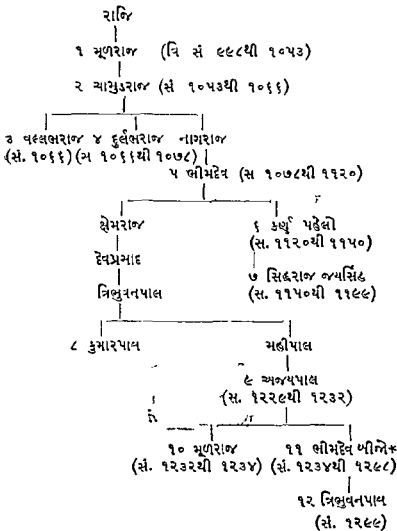 રાજિ
૧ મૂળરાજ (વિ સં ૯૯૮થી ૧૦૫૩)
૨ ચામુડરાજ (સં ૧૦૫૩થી ૧૦૬૬)
૩ વલ્લભરાજ ૪ દુર્લભરાજ નાગરાજ
(સં. ૧૦૬૬) (સ ૧૦૬૬થી ૧૦૭૮)
૫ ભીમદેવ (સ ૧૦૭૮થી ૧૧૨૦)
ક્ષેમરાજ ૬ કર્ણ પહેલો
(સ. ૧૧૨૦થી ૧૧૫૦)
દેવપ્રમાદ
૭ સિદ્ધરાજ જયસિંહ
ત્રિભુવનપાલ (સ. ૧૧૫૦થી ૧૧૯૯)
૮ કુમારપાલ મહીપાલ
૯ અજયપાલ
(સ. ૧૨૨૯થી ૧૨૩૨)
૧૦ મૂળરાજ ૧૧ ભીમદેવ બીજો*
(સં. ૧૨૩૨થી ૧૨૩૪) (સં. ૧૨૩૪થી ૧૨૯૮)
૧૨ ત્રિભુવનપાલ
(સં. ૧૨૯૯)